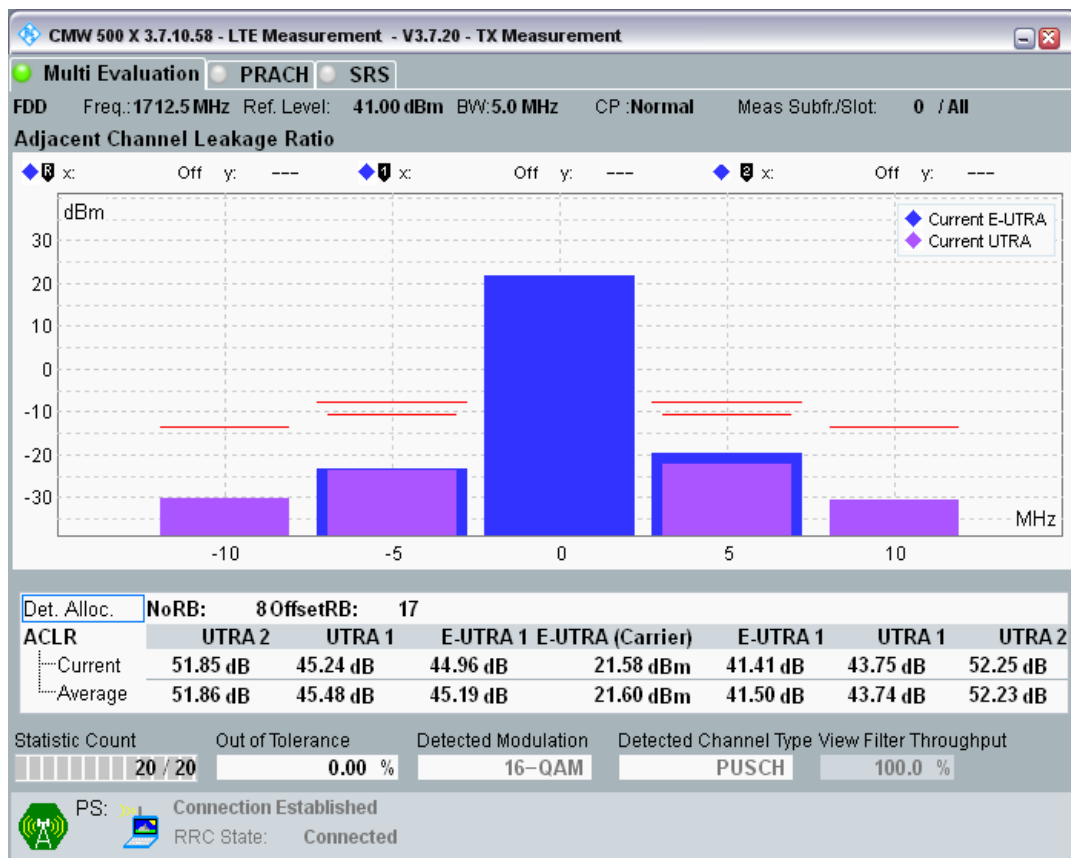 CMW 500 X 3.7.10.58 - LTE Measurement - V3.7.20 - TX Measurement
Multi Evaluation PRACH SRS
FDD Freq.:1712.5 MHz Ref. Level: 41.00 dBm BW:5.0 MHz CP :Normal Meas Subfr./Slot: 0 / All
Adjacent Channel Leakage Ratio
R x: Off y: --- 1 x: Off y: --- 2 x: Off y: ---
dBm
Current E-UTRA
Current UTRA
30
20
10
0
-10
-20
-30
MHz
-10 -5 0 5 10
Det. Alloc. NoRB: 8 OffsetRB: 17
ACLR UTRA 2 UTRA 1 E-UTRA 1 E-UTRA (Carrier) E-UTRA 1 UTRA 1 UTRA 2
Current 51.85 dB 45.24 dB 44.96 dB 21.58 dBm 41.41 dB 43.75 dB 52.25 dB
Average 51.86 dB 45.48 dB 45.19 dB 21.60 dBm 41.50 dB 43.74 dB 52.23 dB
Statistic Count Out of Tolerance Detected Modulation Detected Channel Type View Filter Throughput
20 / 20 0.00 % 16-QAM PUSCH 100.0 %
PS: Connection Established
RRC State: Connected